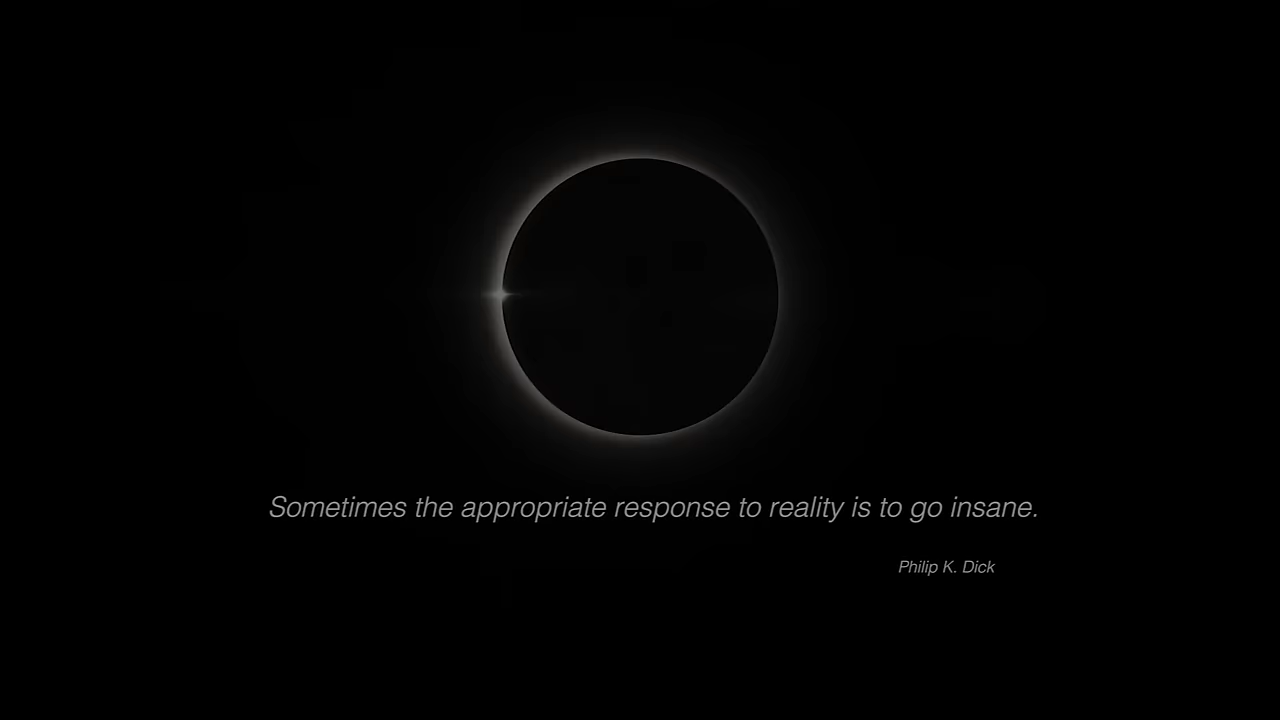 Sometimes the appropriate response to reality is to go insane.
Philip K. Dick